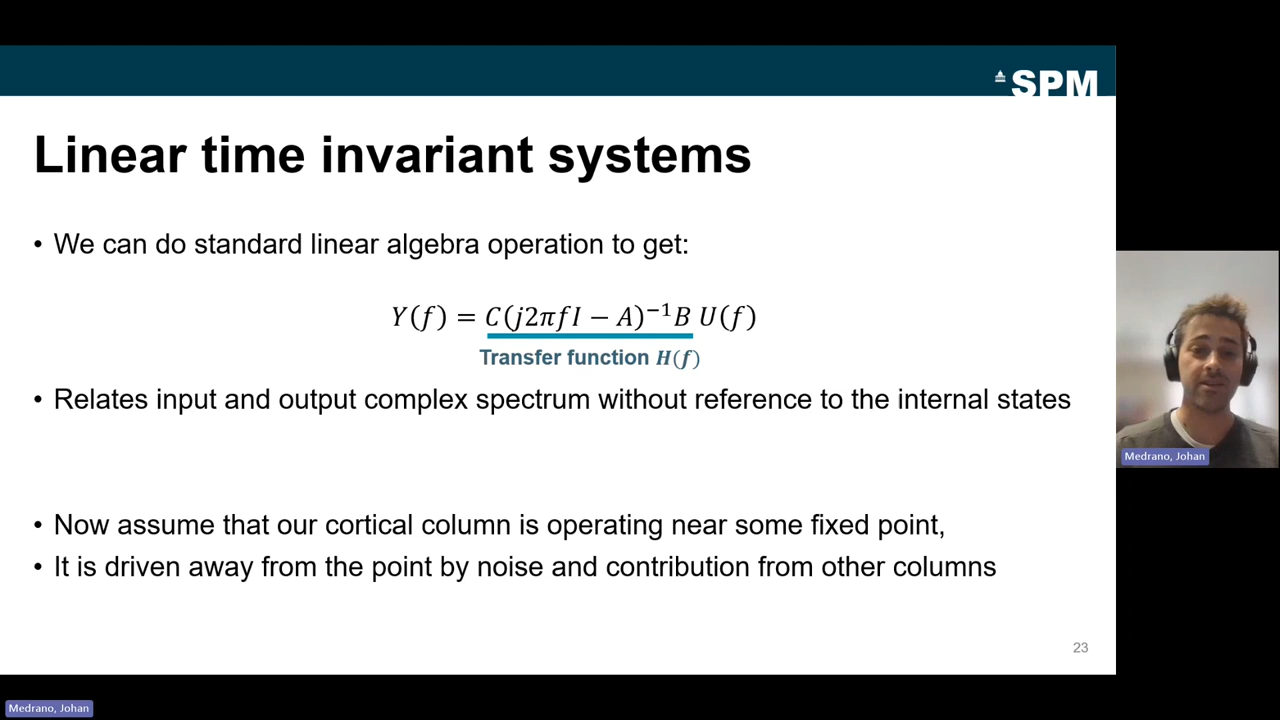 SPM
Linear time invariant systems
• We can do standard linear algebra operation to get:
𝑌(𝑓) = 𝐶(𝑗2𝜋𝑓𝐼 − 𝐴)⁻¹𝐵 𝑈(𝑓)
Transfer function 𝑯(𝒇)
• Relates input and output complex spectrum without reference to the internal states
• Now assume that our cortical column is operating near some fixed point,
• It is driven away from the point by noise and contribution from other columns
23
Medrano, Johan
Medrano, Johan